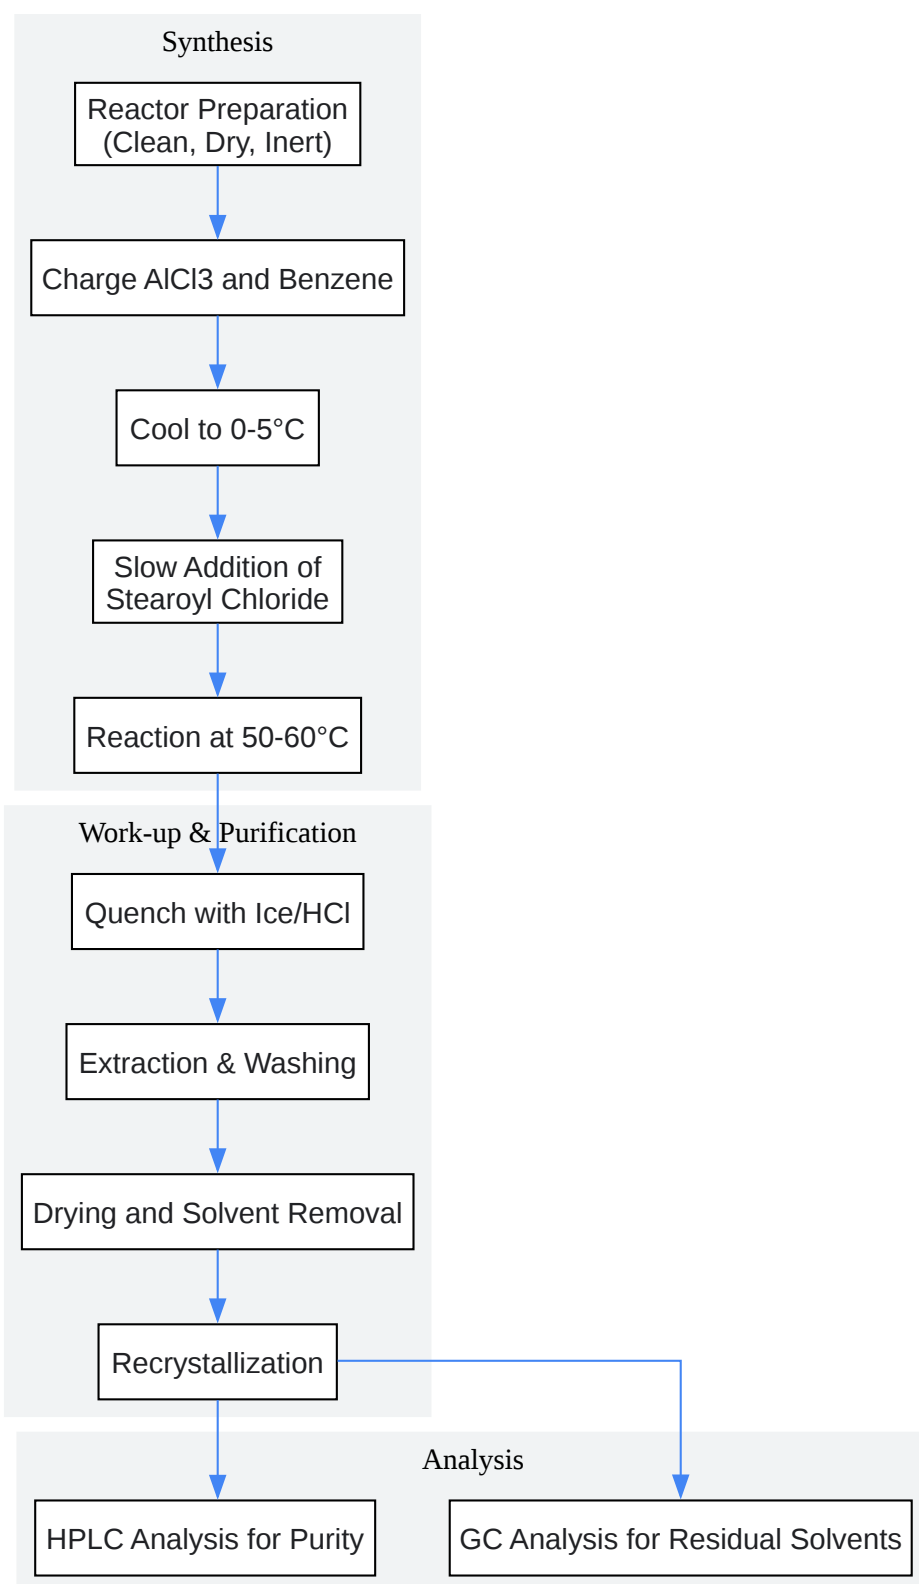 Synthesis
Reactor Preparation
(Clean, Dry, Inert)
Charge AlCl3 and Benzene
Cool to 0-5°C
Slow Addition of
Stearoyl Chloride
Reaction at 50-60°C
Work-up & Purification
Quench with Ice/HCl
Extraction & Washing
Drying and Solvent Removal
Recrystallization
Analysis
HPLC Analysis for Purity
GC Analysis for Residual Solvents